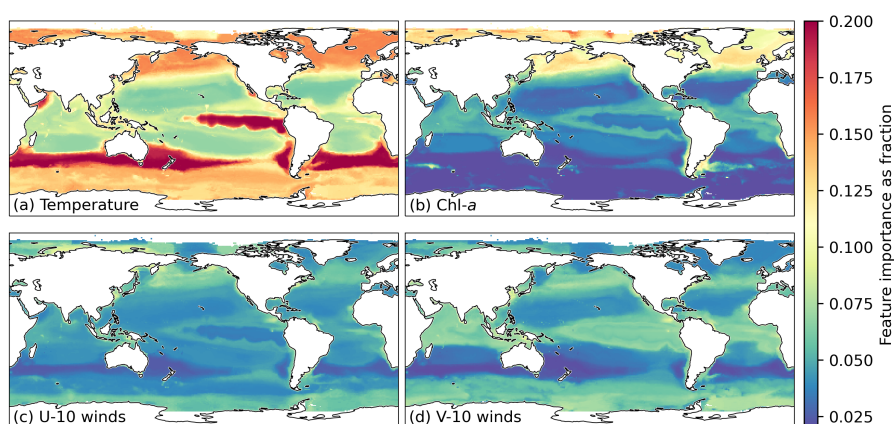 (a) Temperature
(b) Chl-a
(c) U-10 winds
(d) V-10 winds
0.200
0.175
0.150
0.125
0.100
0.075
0.050
0.025
Feature importance as fraction